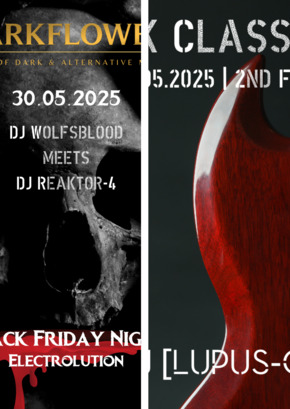 ARKFLOWE
OF DARK & ALTERNATIVE
30.05.2025
DJ WOLFSBLOOD
MEETS
DJ REAKTOR-4
ACK FRIDAY NIG
ELECTROLUTION
K CLASS
05.2025 | 2ND F
[LUPUS-